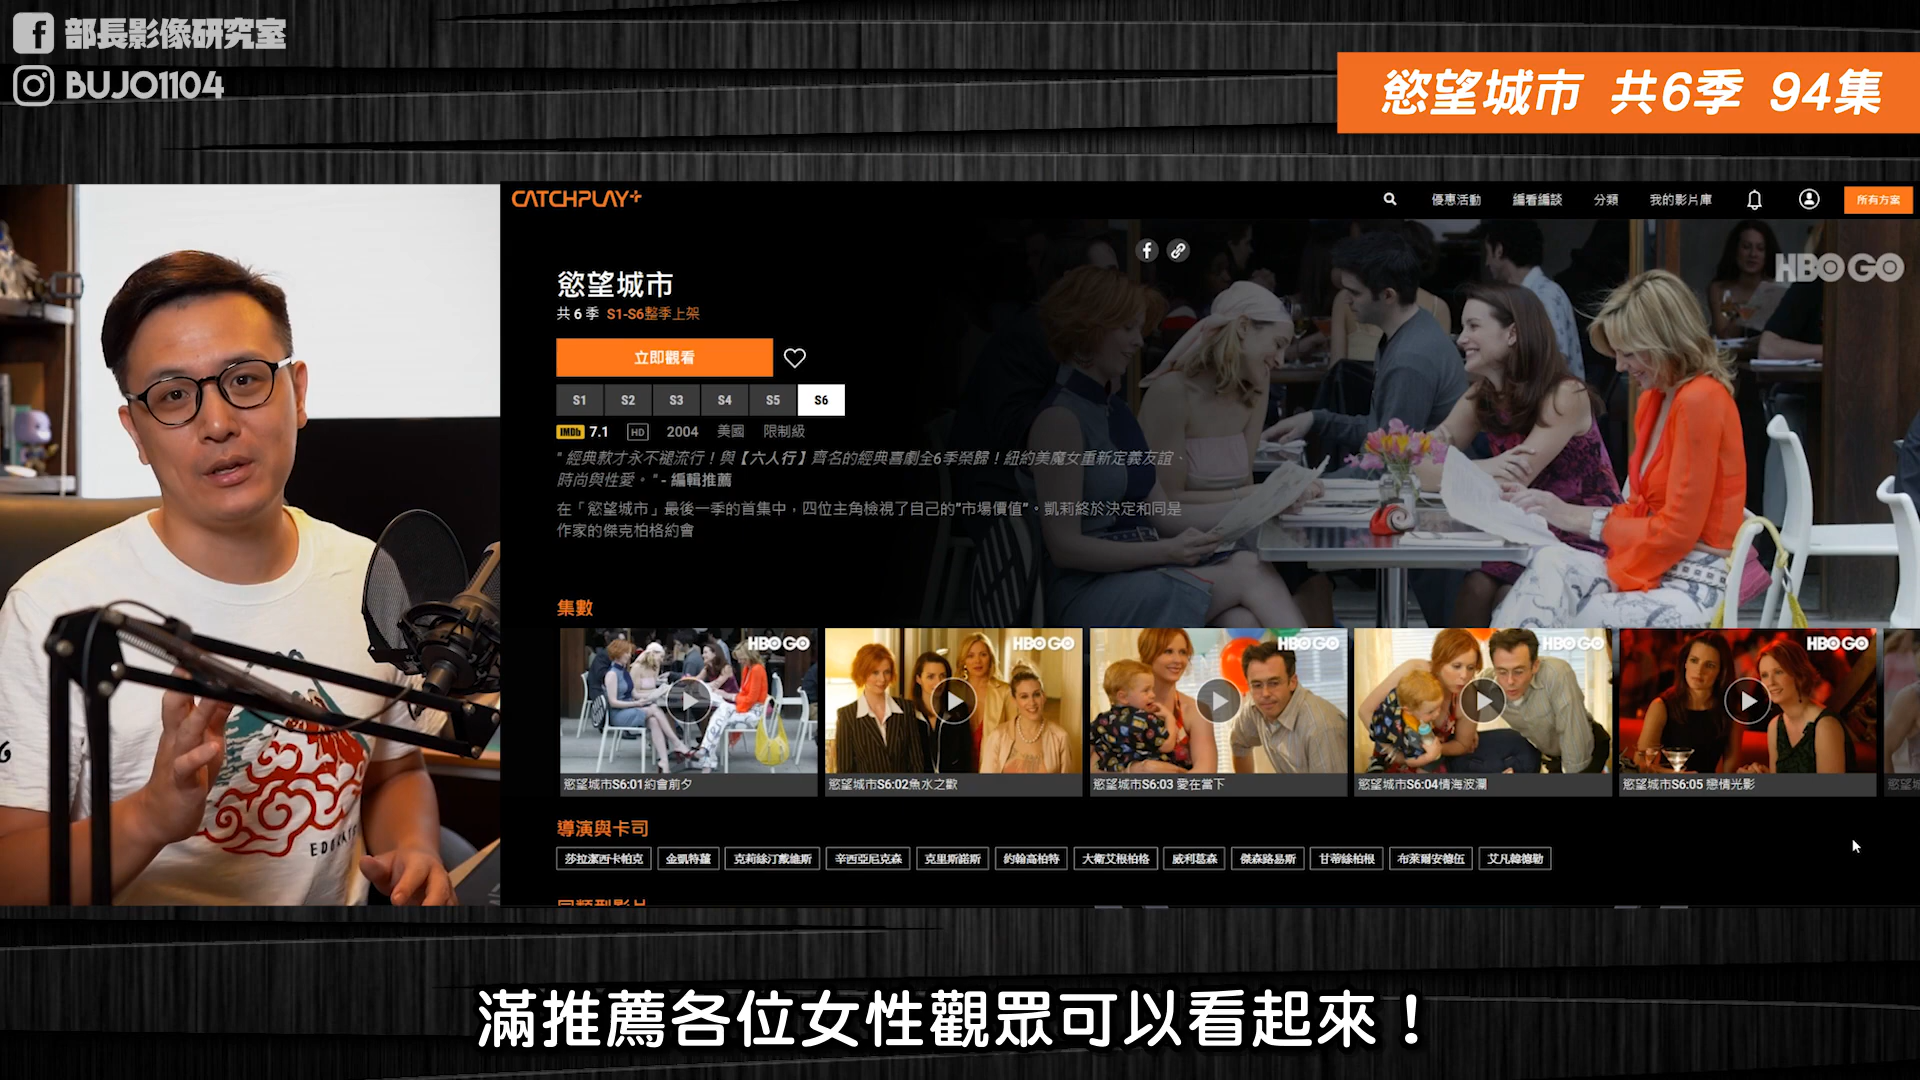 部長影像研究室
BUJO1104
慾望城市 共6季 94集
CATCHPLAY+
優惠活動 編看編談 分類 我的影片庫 所有方案
HBO GO
慾望城市
共 6 季 S1-S6整季上架
立即觀看
S1 S2 S3 S4 S5 S6
IMDb 7.1 HD 2004 美國 限制級
" 經典款才永不褪流行！與【六人行】齊名的經典喜劇全6季榮歸！紐約美魔女重新定義友誼、
時尚與性愛。" - 編輯推薦
在「慾望城市」最後一季的首集中，四位主角檢視了自己的"市場價值"。凱莉終於決定和同是
作家的傑克柏格約會
集數
HBO GO HBO GO HBO GO HBO GO HBO GO
慾望城市S6:01約會前夕 慾望城市S6:02魚水之歡 慾望城市S6:03 愛在當下 慾望城市S6:04情海波瀾 慾望城市S6:05 戀情光影
導演與卡司
莎拉潔西卡帕克 金凱特蘿 克莉絲汀戴維斯 辛西亞尼克森 克里斯諾斯 約翰高柏特 大衛艾根柏格 威利葛森 傑森路易斯 甘蒂絲柏根 布萊爾安德伍 艾凡韓德勒
同類型影片
滿推薦各位女性觀眾可以看起來！